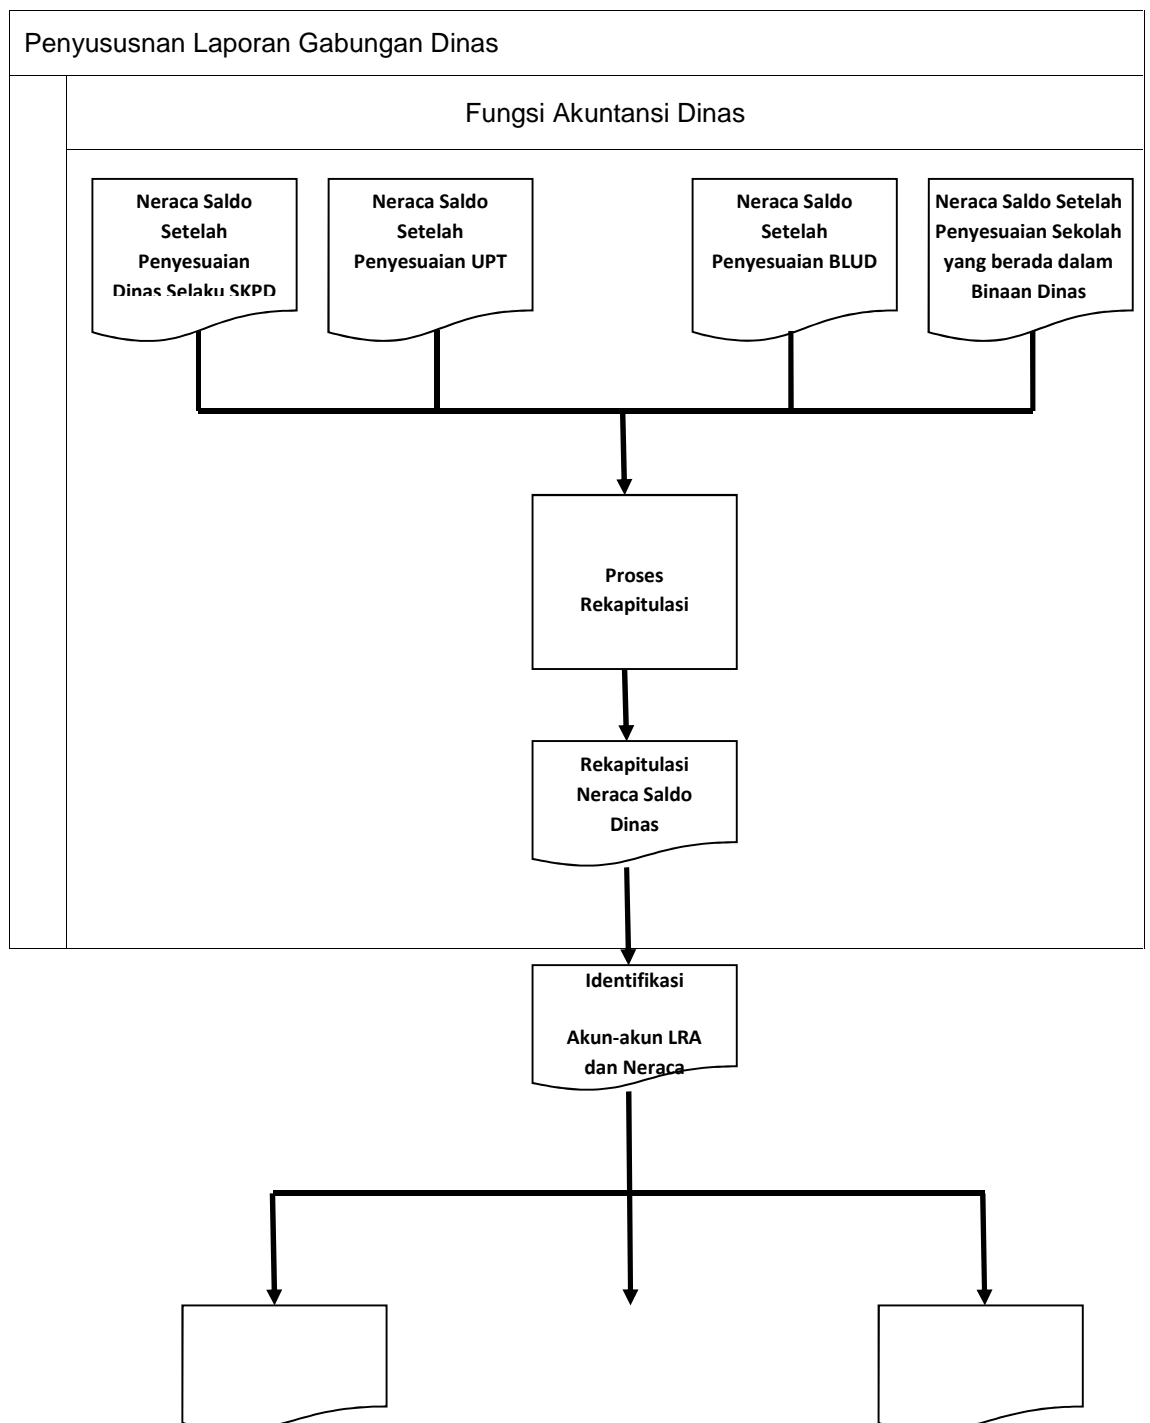 Penyususnan Laporan Gabungan Dinas
Fungsi Akuntansi Dinas
Neraca Saldo
Setelah
Penyesuaian
Dinas Selaku SKPD
Neraca Saldo
Setelah
Penyesuaian UPT
Neraca Saldo
Setelah
Penyesuaian BLUD
Neraca Saldo Setelah
Penyesuaian Sekolah
yang berada dalam
Binaan Dinas
Proses
Rekapitulasi
Rekapitulasi
Neraca Saldo
Dinas
Identifikasi
Akun-akun LRA
dan Neraca